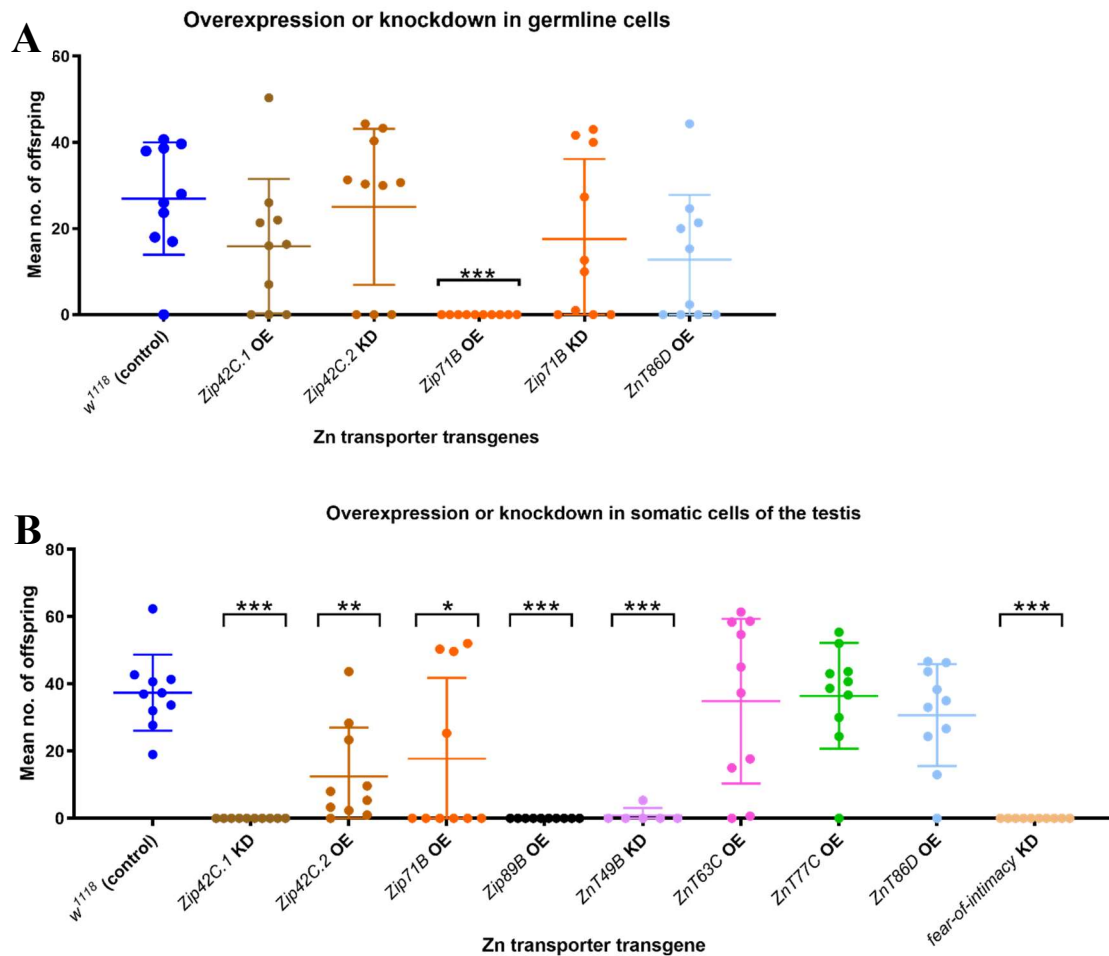 A
Overexpression or knockdown in germline cells
60
40
20
0
Mean no. of offsrping
***
w1118 (control)
Zip42C.1 OE
Zip42C.2 KD
Zip71B OE
Zip71B KD
ZnT86D OE
Zn transporter transgenes
B
Overexpression or knockdown in somatic cells of the testis
80
60
40
20
0
Mean no. of offspring
*** ** * *** *** ***
w1118 (control)
Zip42C.1 KD
Zip42C.2 OE
Zip71B OE
Zip89B OE
ZnT49B KD
ZnT63C OE
ZnT77C OE
ZnT86D OE
fear-of-intimacy KD
Zn transporter transgene